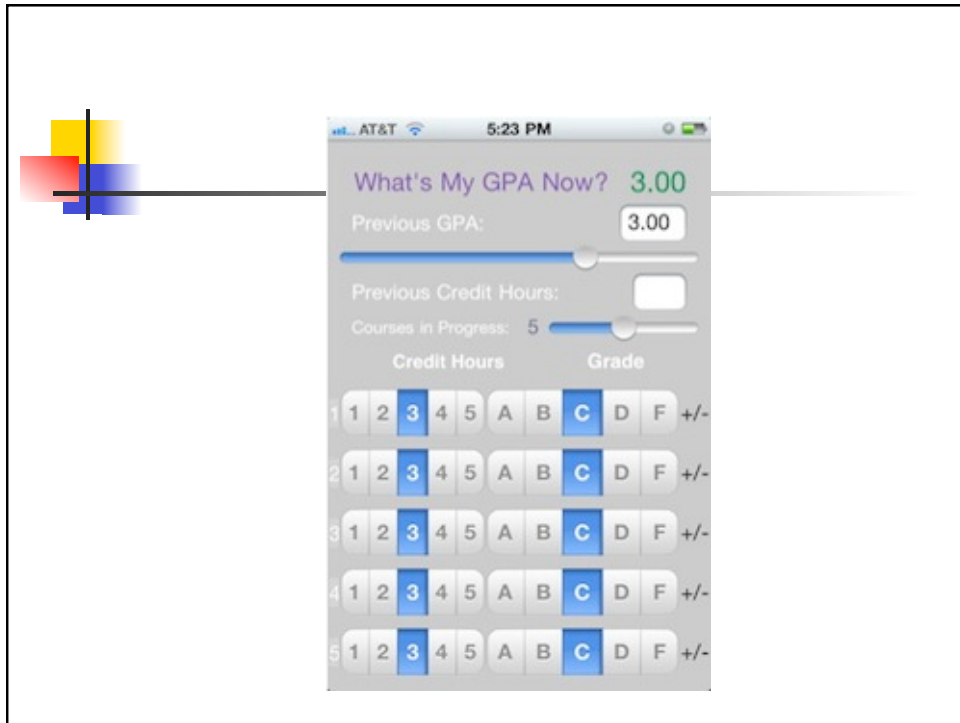 AT&T 5:23 PM
What's My GPA Now? 3.00
Previous GPA: 3.00
Previous Credit Hours:
Courses in Progress: 5
Credit Hours Grade
1 1 2 3 4 5 A B C D F +/-
2 1 2 3 4 5 A B C D F +/-
3 1 2 3 4 5 A B C D F +/-
4 1 2 3 4 5 A B C D F +/-
5 1 2 3 4 5 A B C D F +/-